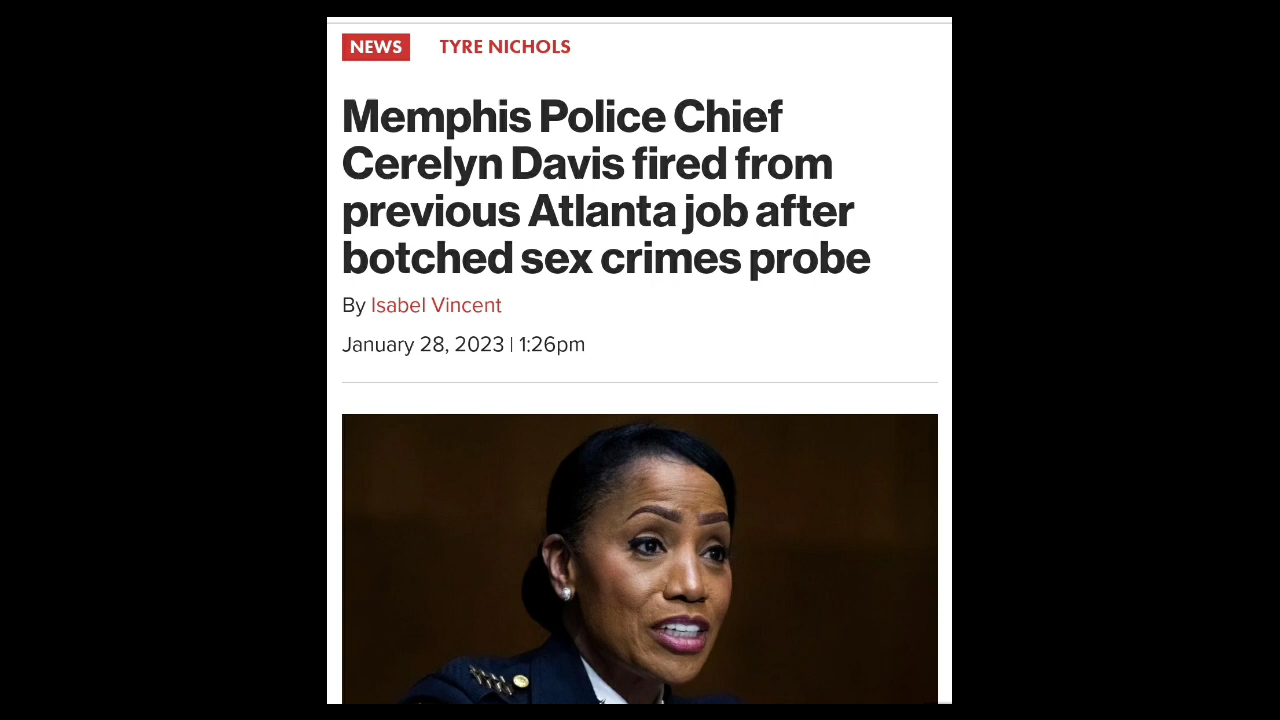 NEWS TYRE NICHOLS
Memphis Police Chief
Cerelyn Davis fired from
previous Atlanta job after
botched sex crimes probe
By Isabel Vincent
January 28, 2023 | 1:26pm